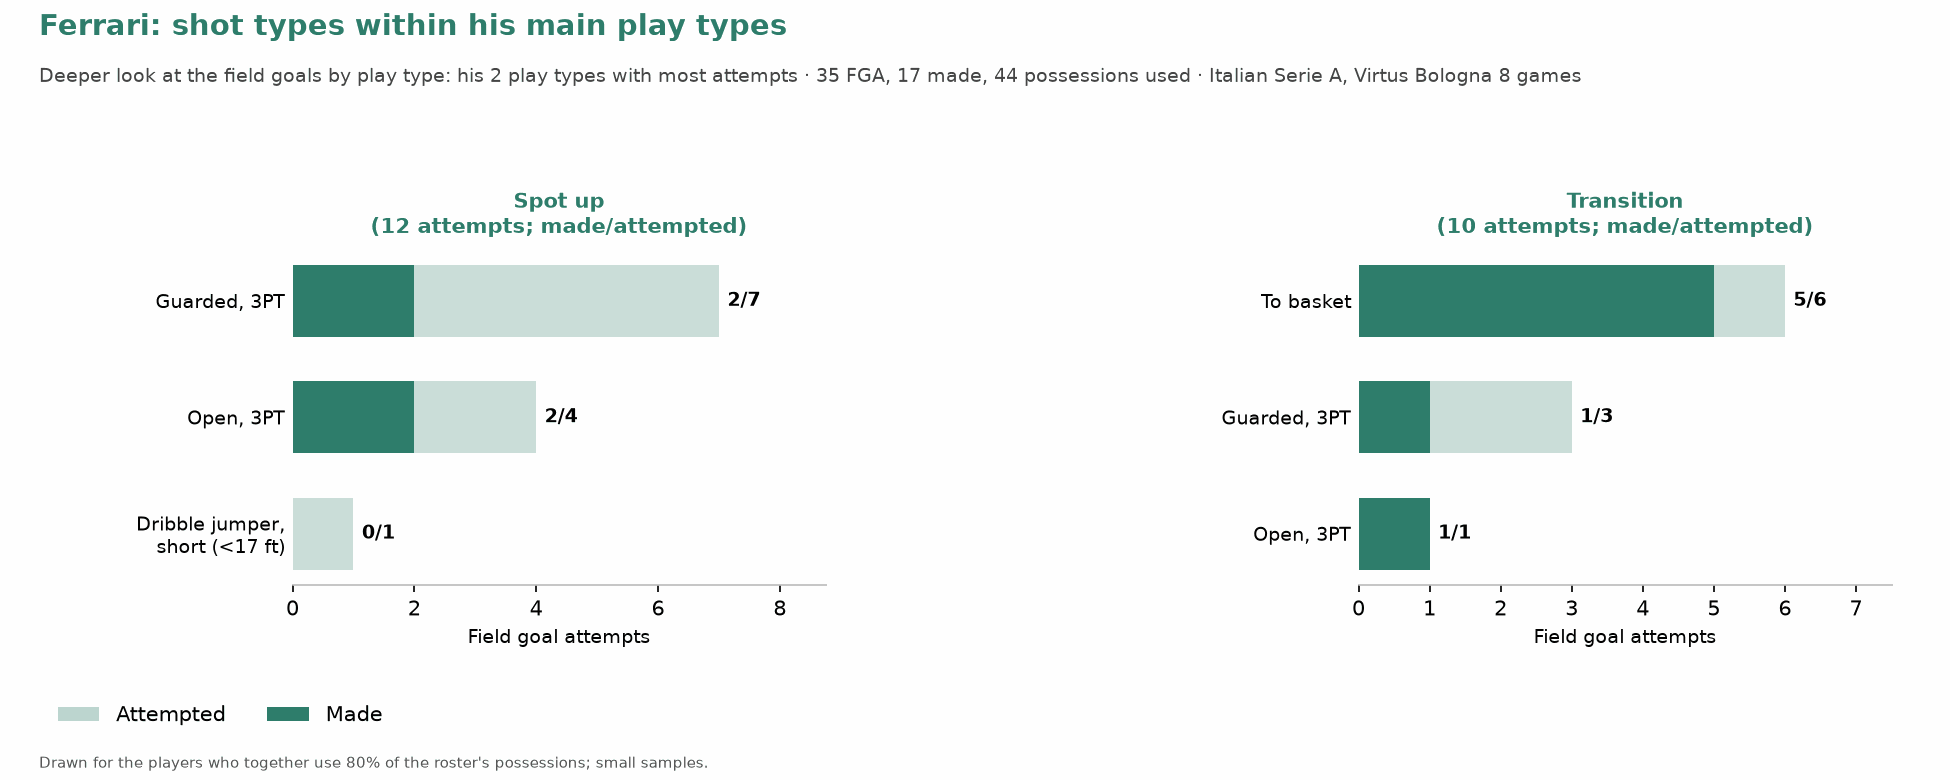 Ferrari: shot types within his main play types
Deeper look at the field goals by play type: his 2 play types with most attempts · 35 FGA, 17 made, 44 possessions used · Italian Serie A, Virtus Bologna 8 games
Spot up
(12 attempts; made/attempted)
Guarded, 3PT
2/7
Open, 3PT
2/4
Dribble jumper,
short (<17 ft)
0/1
0 2 4 6 8
Field goal attempts
Transition
(10 attempts; made/attempted)
To basket
5/6
Guarded, 3PT
1/3
Open, 3PT
1/1
0 1 2 3 4 5 6 7
Field goal attempts
Attempted
Made
Drawn for the players who together use 80% of the roster's possessions; small samples.